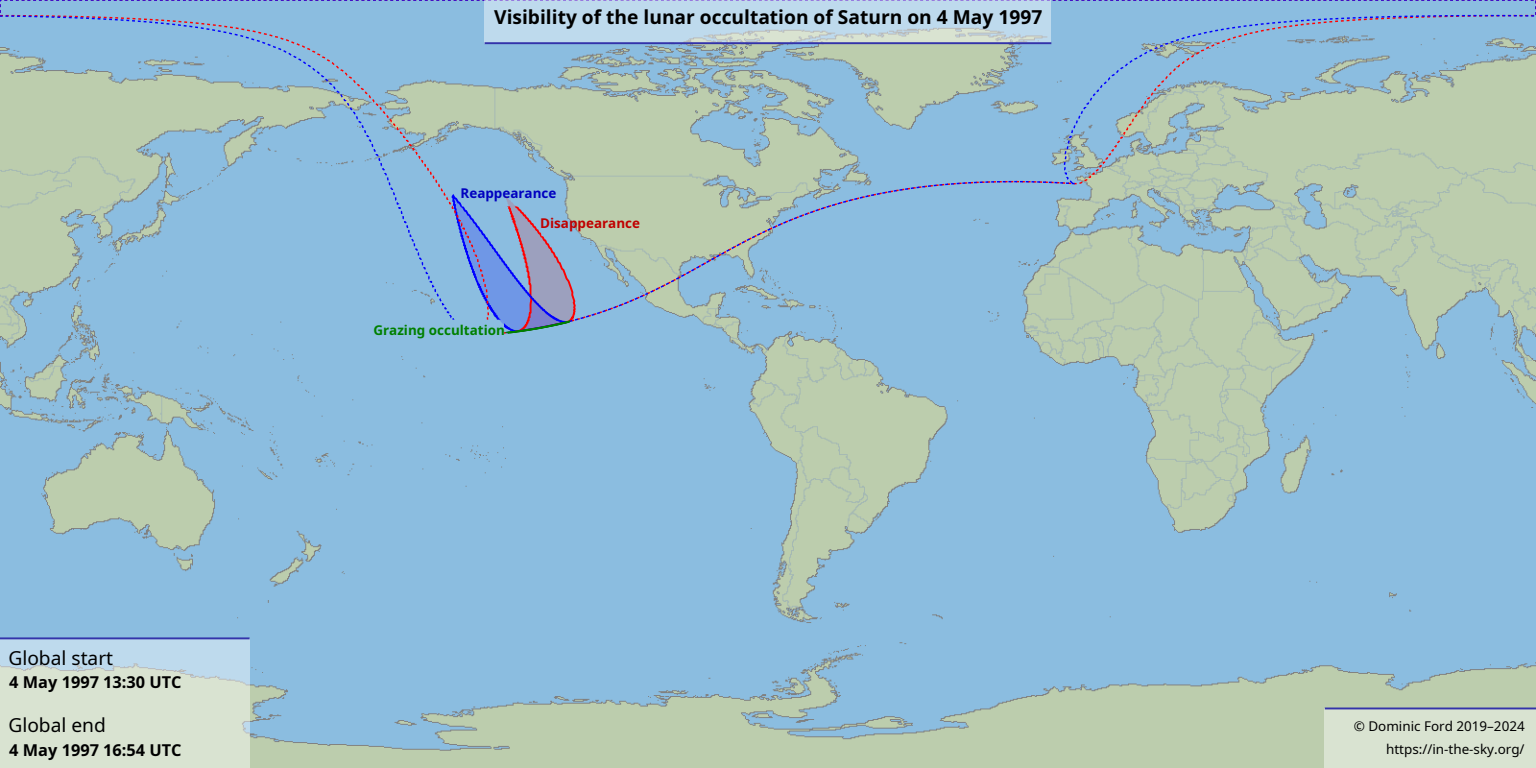 Visibility of the lunar occultation of Saturn on 4 May 1997
Reappearance
Disappearance
Grazing occultation
Global start
4 May 1997 13:30 UTC
Global end
4 May 1997 16:54 UTC
© Dominic Ford 2019–2024
https://in-the-sky.org/